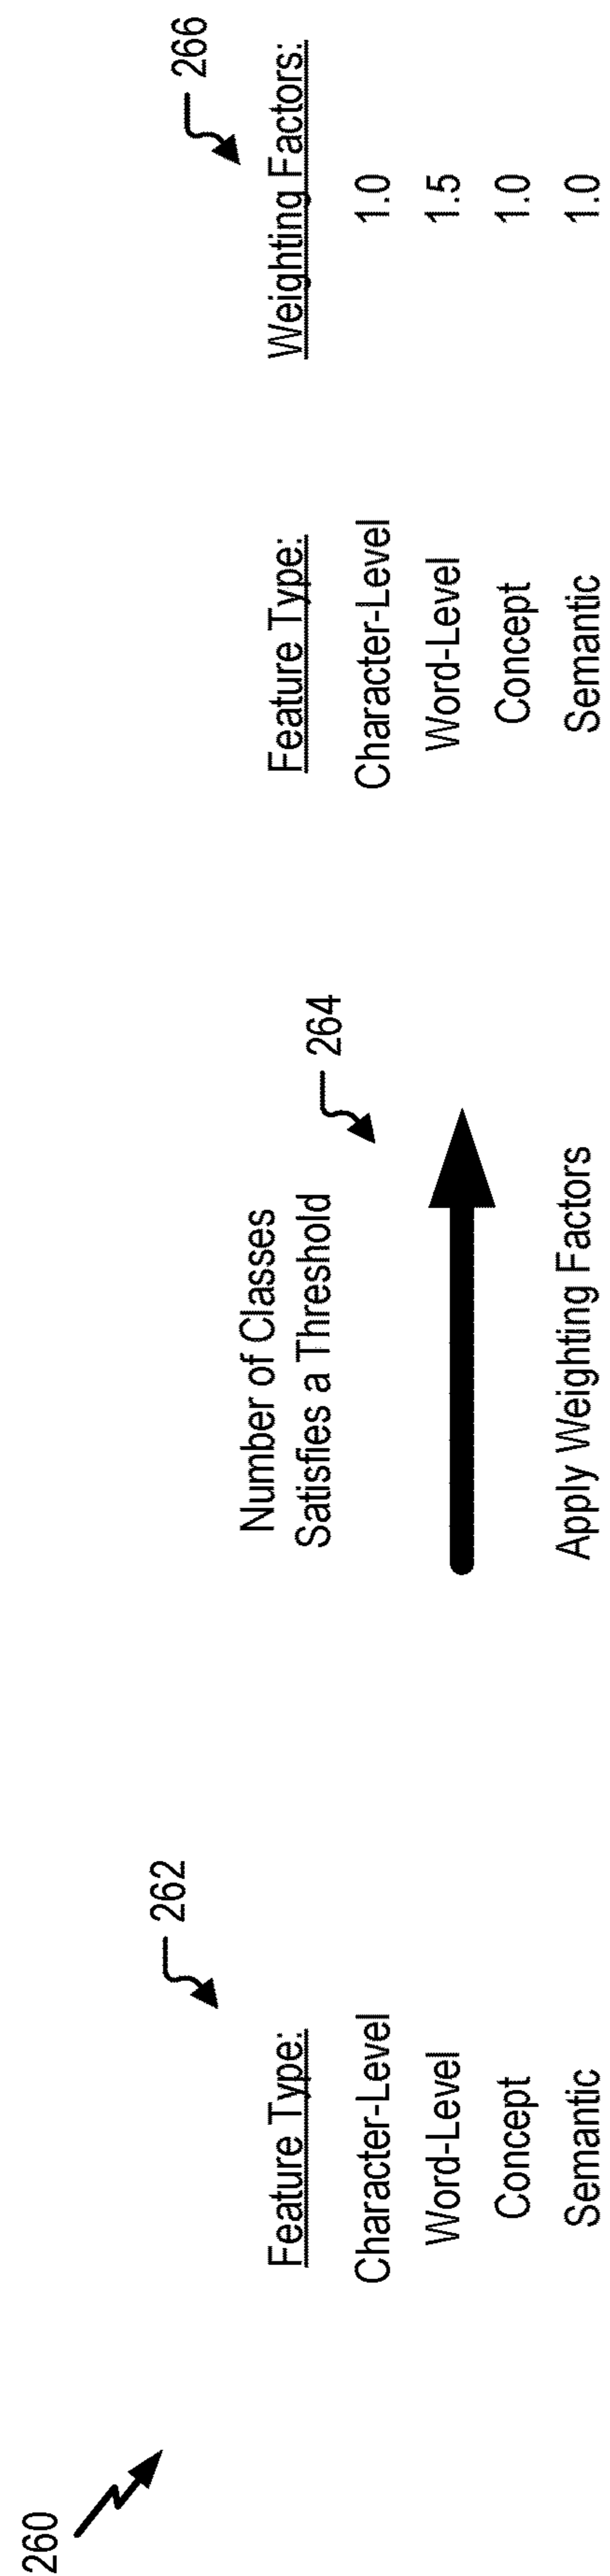 260
262
Feature Type:
Character-Level
Word-Level
Concept
Semantic
Number of Classes
Satisfies a Threshold
264
Apply Weighting Factors
266
Feature Type: Weighting Factors:
Character-Level 1.0
Word-Level 1.5
Concept 1.0
Semantic 1.0